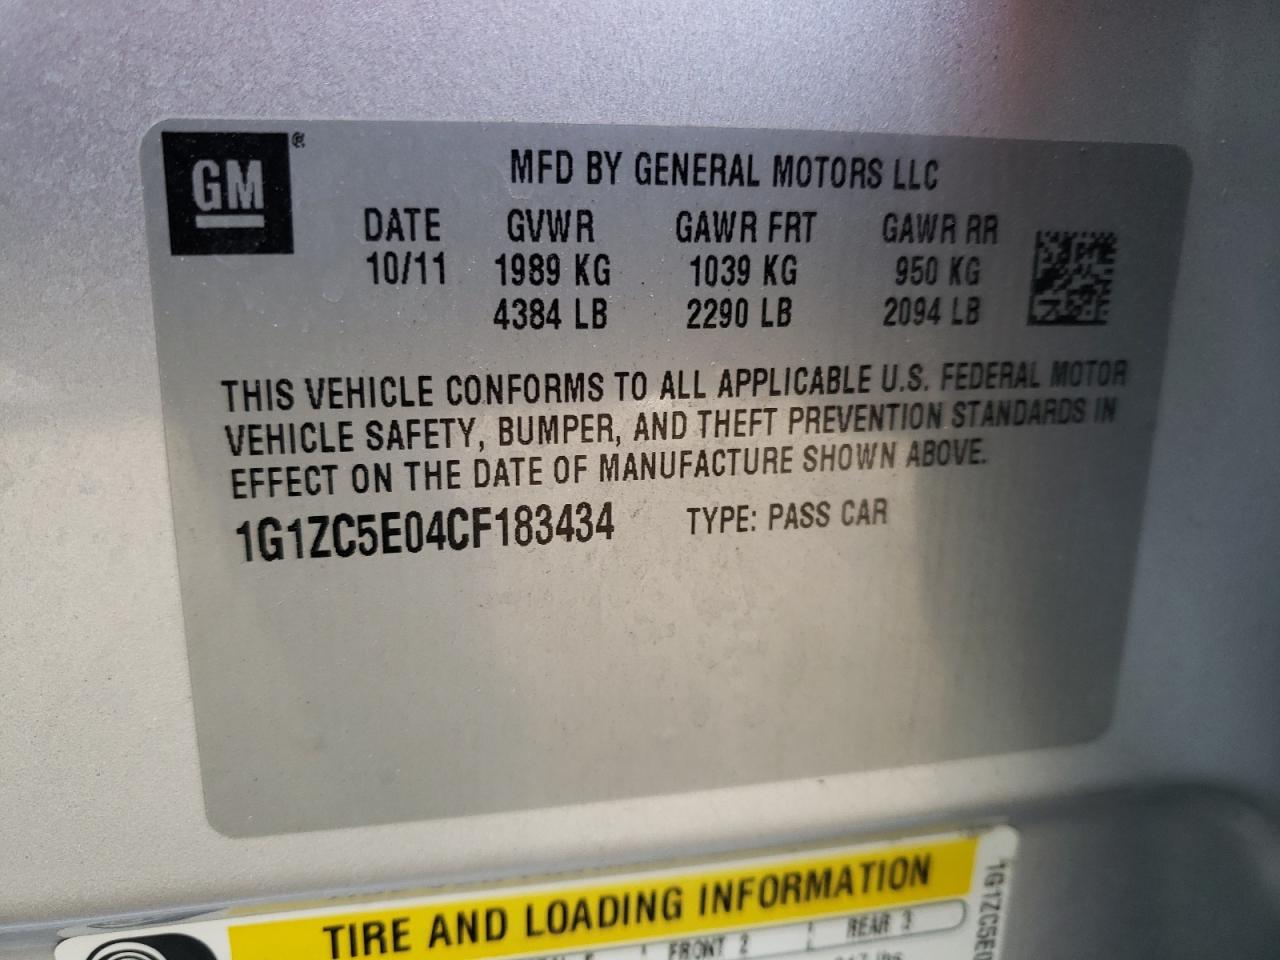 GM®
MFD BY GENERAL MOTORS LLC
DATE GVWR GAWR FRT GAWR RR
10/11 1989 KG 1039 KG 950 KG
4384 LB 2290 LB 2094 LB
THIS VEHICLE CONFORMS TO ALL APPLICABLE U.S. FEDERAL MOTOR
VEHICLE SAFETY, BUMPER, AND THEFT PREVENTION STANDARDS IN
EFFECT ON THE DATE OF MANUFACTURE SHOWN ABOVE.
1G1ZC5E04CF183434 TYPE: PASS CAR
TIRE AND LOADING INFORMATION
FRONT 2 REAR 3
1G1ZC5E0